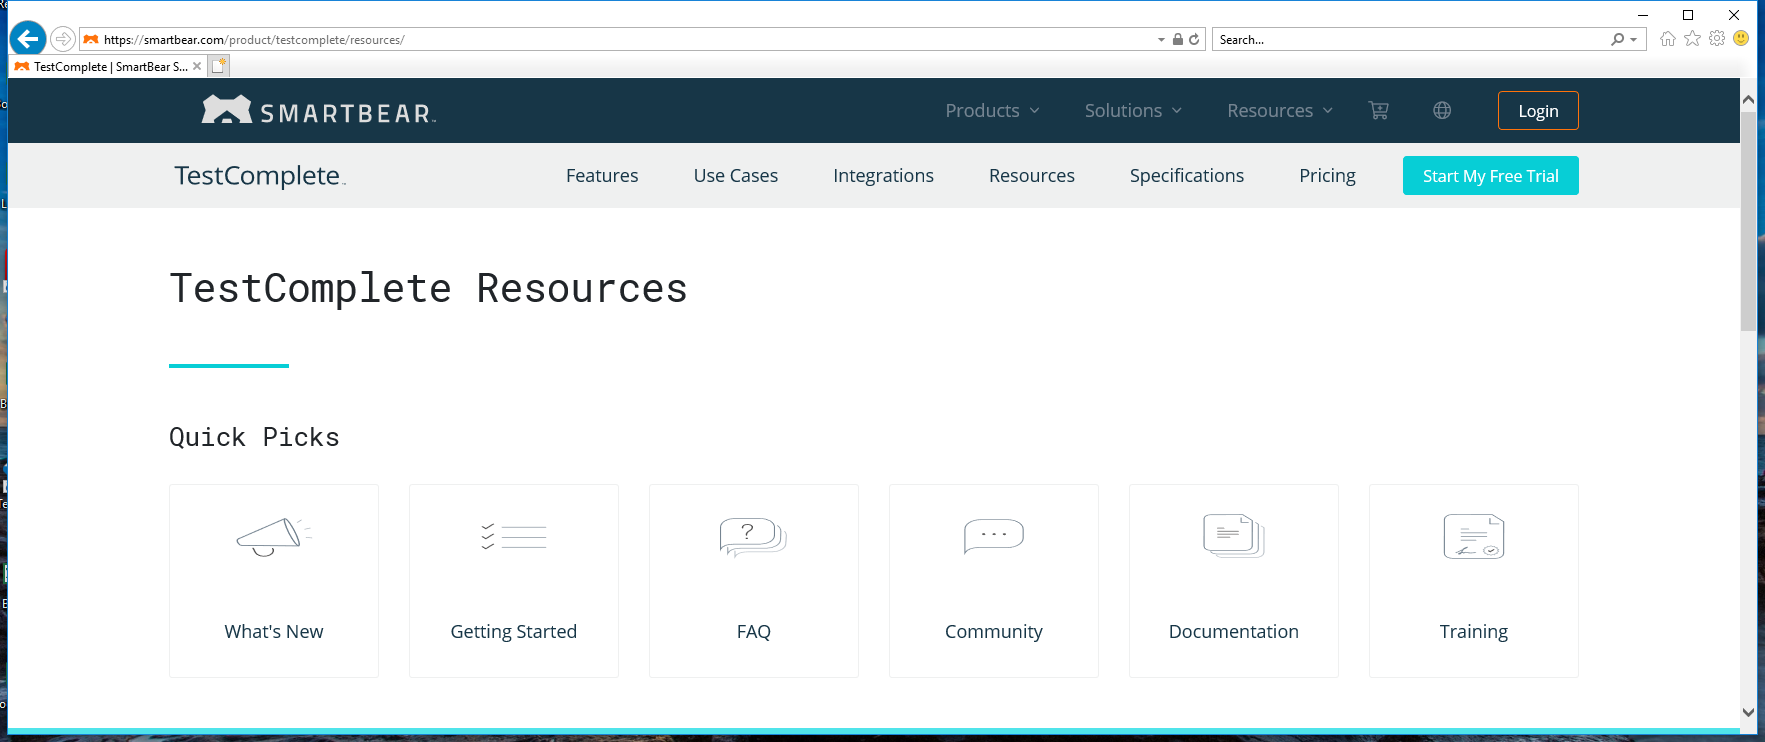 https://smartbear.com/product/testcomplete/resources/
Search...
TestComplete | SmartBear S...
SMARTBEAR
Products
Solutions
Resources
Login
TestComplete
Features
Use Cases
Integrations
Resources
Specifications
Pricing
Start My Free Trial
TestComplete Resources
Quick Picks
What's New
Getting Started
FAQ
Community
Documentation
Training